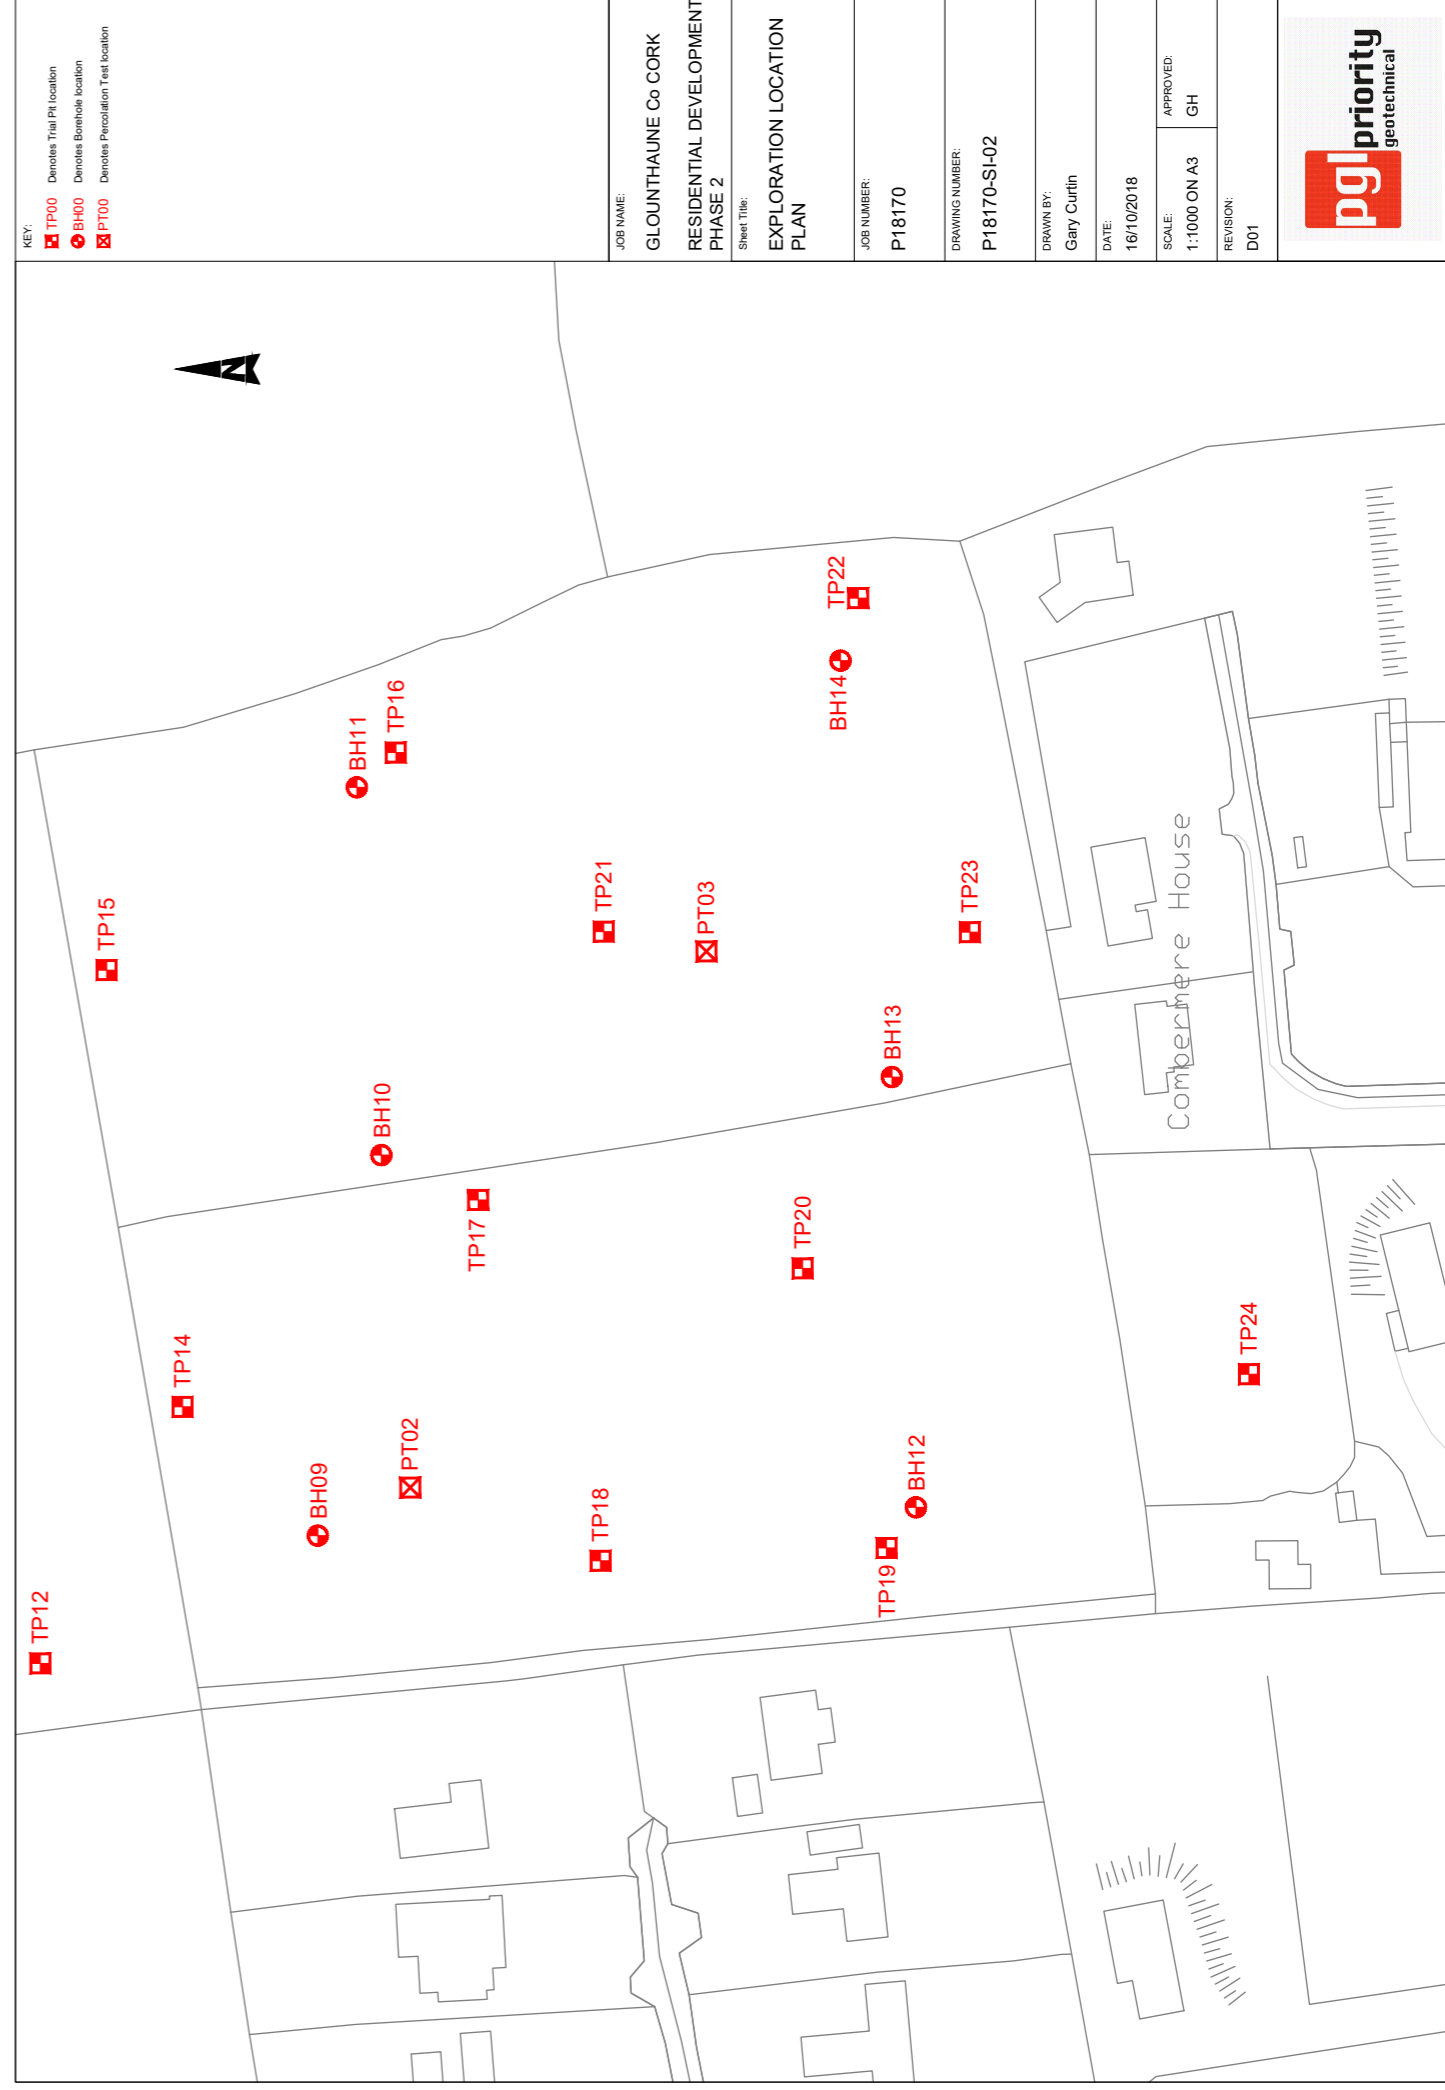 KEY:
TP00 Denotes Trial Pit location
BH00 Denotes Borehole location
PT00 Denotes Percolation Test location
JOB NAME:
GLOUNTHAUNE Co CORK
RESIDENTIAL DEVELOPMENT
PHASE 2
Sheet Title:
EXPLORATION LOCATION
PLAN
JOB NUMBER:
P18170
DRAWING NUMBER:
P18170-SI-02
DRAWN BY:
Gary Curtin
DATE:
16/10/2018
SCALE:
1:1000 ON A3
APPROVED:
GH
REVISION:
D01
pgl priority
geotechnical
N
TP12
TP14
TP15
BH09
PT02
BH10
BH11
TP16
TP17
TP18
TP21
PT03
TP20
BH14
TP22
TP19
BH12
BH13
TP23
Combermere House
TP24